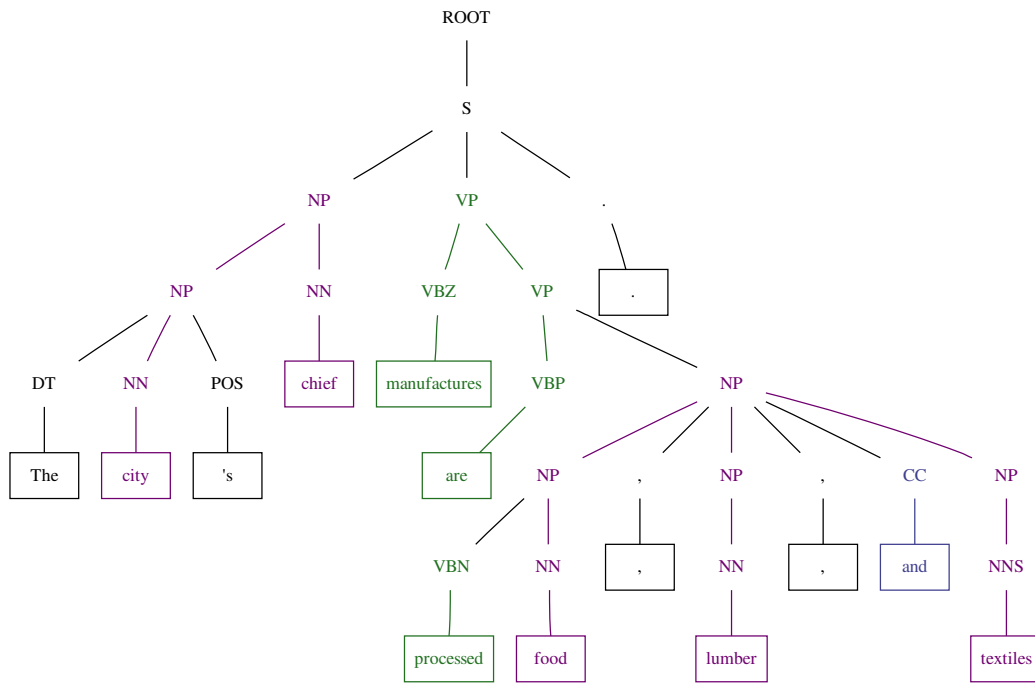 ROOT
S
NP VP .
NP NN VBZ VP .
DT NN POS chief manufactures VBP NP
The city 's are NP , NP , CC NP
VBN NN , NN , and NNS
processed food lumber textiles